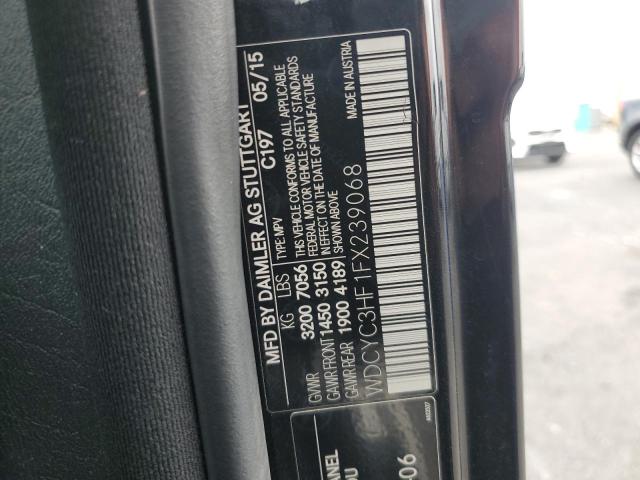 MFD BY DAIMLER AG STUTTGART
C197 05/15
KG LBS TYPE: MPV
GVWR 3200 7056 THIS VEHICLE CONFORMS TO ALL APPLICABLE
GAWR FRONT 1450 3150 FEDERAL MOTOR VEHICLE SAFETY STANDARDS
GAWR REAR 1900 4189 IN EFFECT ON THE DATE OF MANUFACTURE
SHOWN ABOVE
MADE IN AUSTRIA
WDCYC3HF1FX239068
ANEL
OU
06